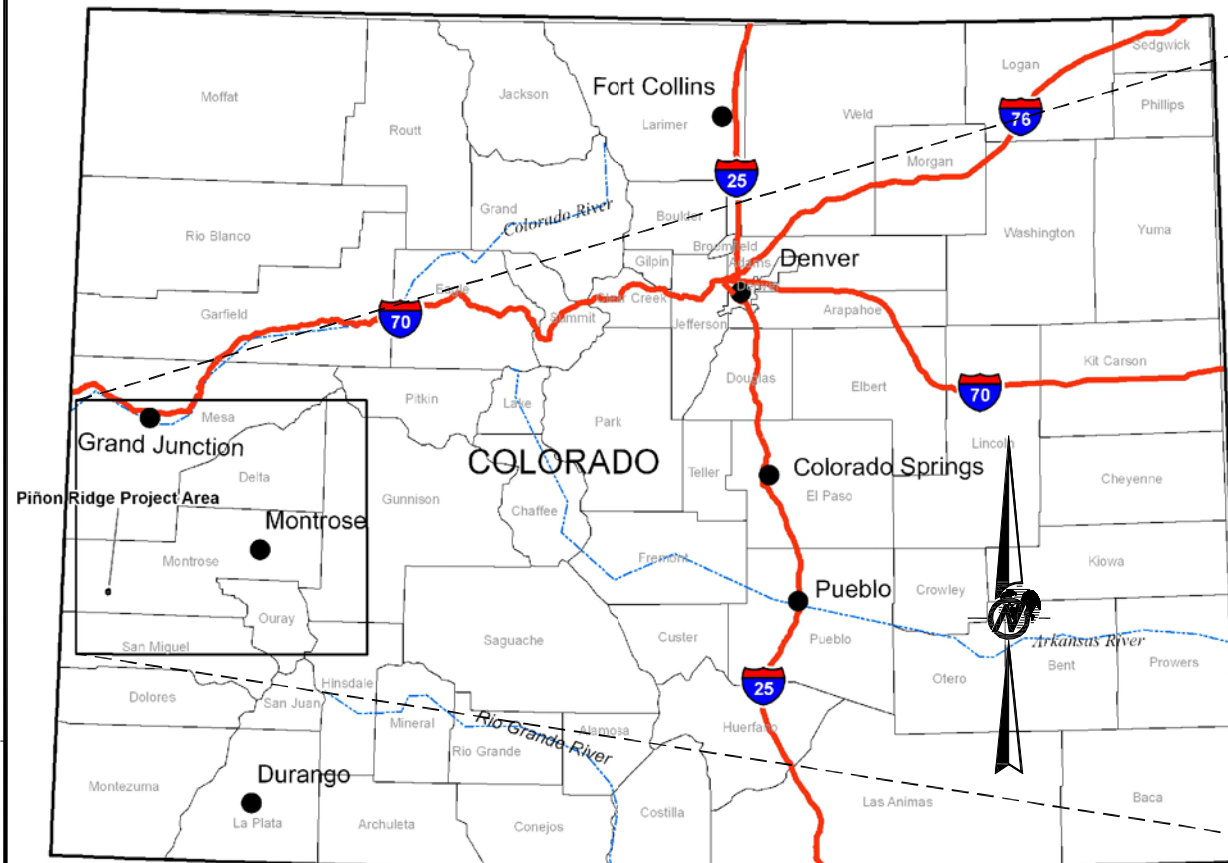 Sedgwick
Logan
Moffat
Jackson
Fort Collins
Phillips
Larimer
Weld
76
Routt
Morgan
25
Grand
Colorado River
Boulder
Rio Blanco
Washington
Yuma
Broomfield
Gilpin
Adams
Denver
Eagle
Denver
Clear Creek
Garfield
70
Summit
Arapahoe
Jefferson
Kit Carson
Douglas
Elbert
70
Pitkin
Lake
Mesa
Park
Grand Junction
Lincoln
COLORADO
Colorado Springs
Teller
Delta
Cheyenne
Piñon Ridge Project Area
Gunnison
El Paso
Chaffee
Montrose
Fremont
Montrose
Kiowa
Pueblo
Crowley
N
Ouray
Saguache
Custer
Pueblo
Arkansas River
San Miguel
Bent
Prowers
Otero
Hinsdale
25
Dolores
San Juan
Mineral
Rio Grande River
Alamosa
Huerfano
Rio Grande
Durango
Montezuma
Costilla
Las Animas
Baca
La Plata
Archuleta
Conejos